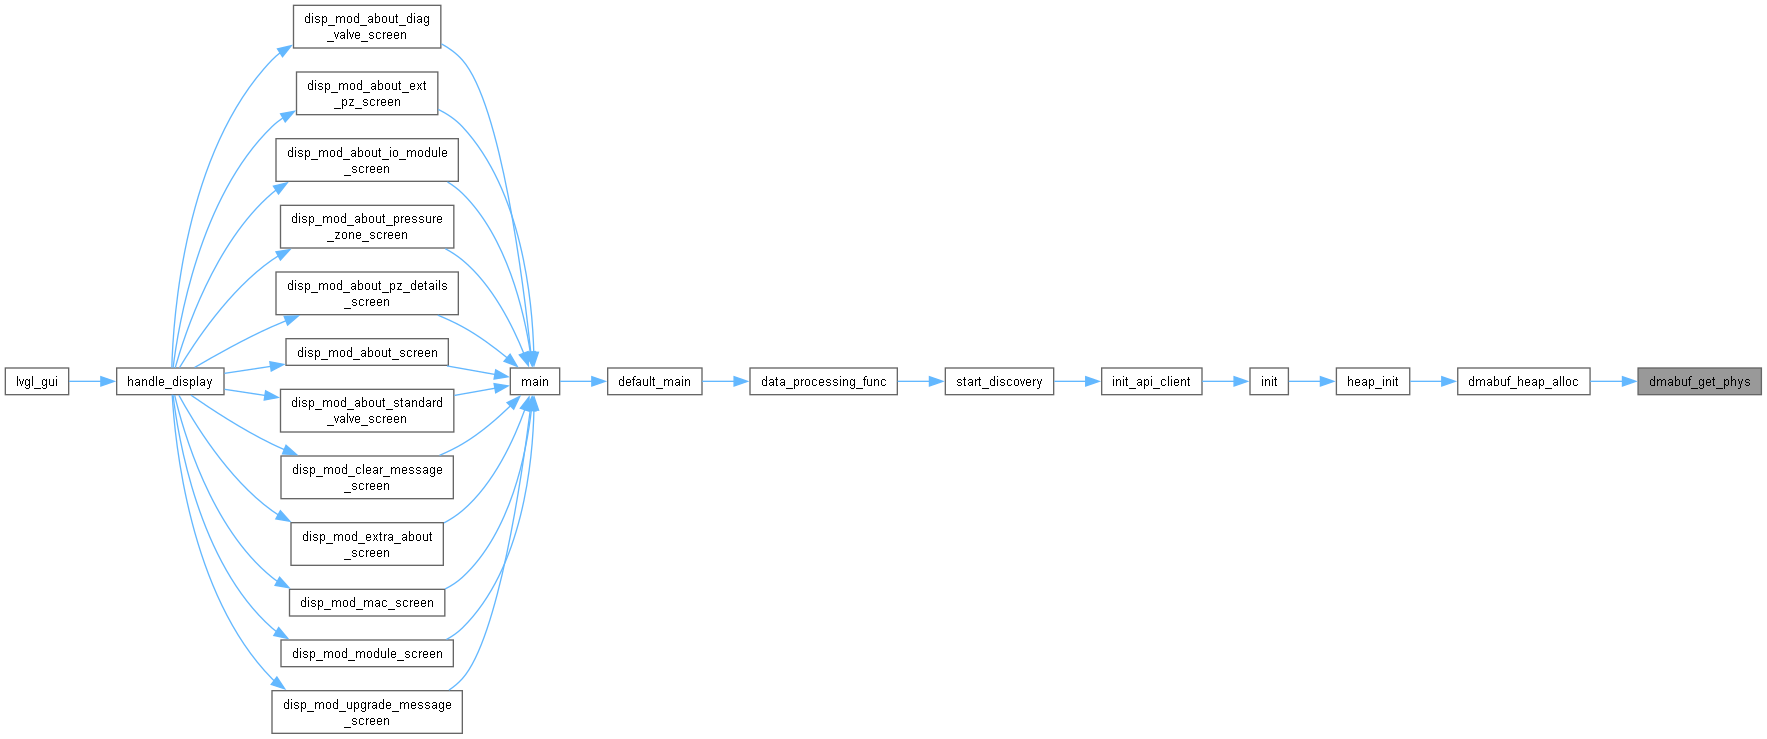 disp_mod_about_diag
_valve_screen
disp_mod_about_ext
_pz_screen
disp_mod_about_io_module
_screen
disp_mod_about_pressure
_zone_screen
disp_mod_about_pz_details
_screen
lvgl_gui
handle_display
disp_mod_about_screen
disp_mod_about_standard
_valve_screen
disp_mod_clear_message
_screen
disp_mod_extra_about
_screen
disp_mod_mac_screen
disp_mod_module_screen
disp_mod_upgrade_message
_screen
main
default_main
data_processing_func
start_discovery
init_api_client
init
heap_init
dmabuf_heap_alloc
dmabuf_get_phys